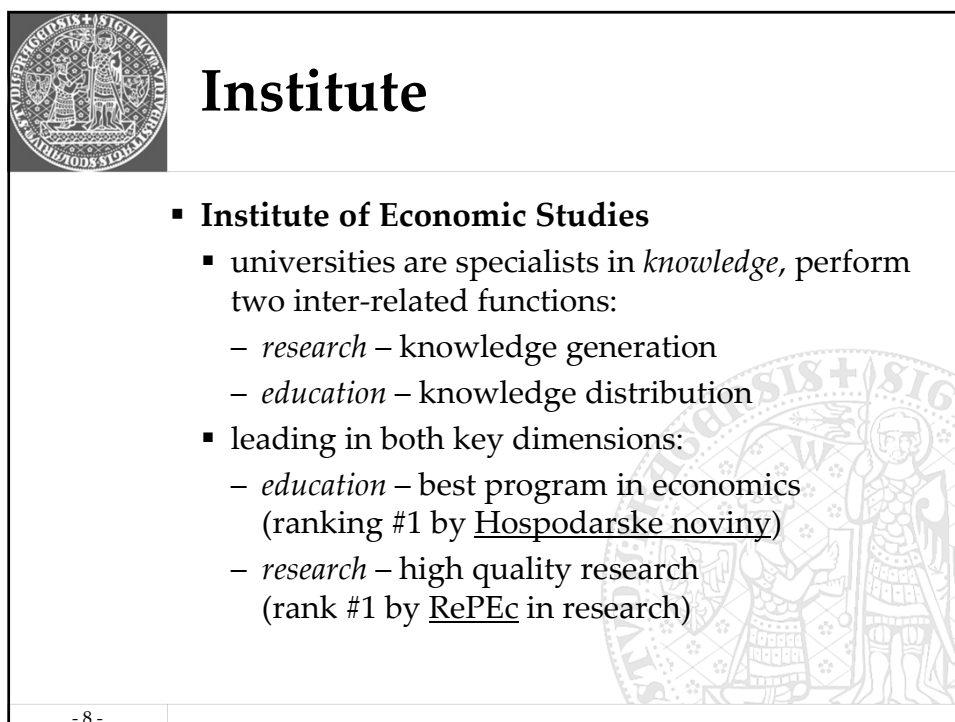 Institute
▪ Institute of Economic Studies
▪ universities are specialists in knowledge, perform
two inter-related functions:
– research – knowledge generation
– education – knowledge distribution
▪ leading in both key dimensions:
– education – best program in economics
(ranking #1 by Hospodarske noviny)
– research – high quality research
(rank #1 by RePEc in research)
- 8 -